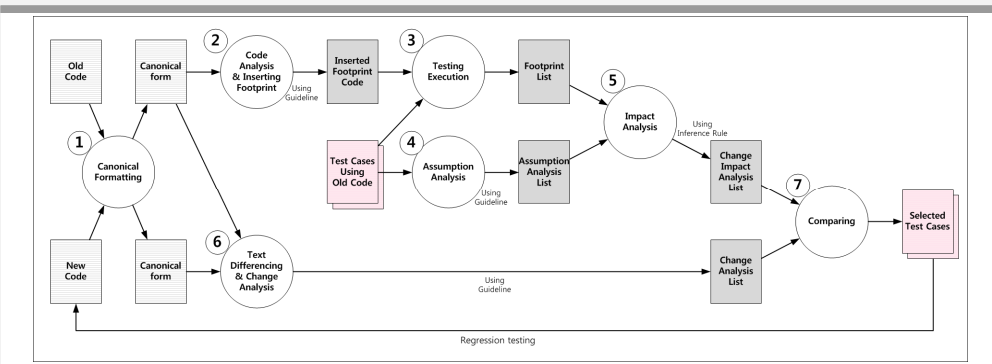 Old
Code
Canonical
form
2
Code
Analysis
& Inserting
Footprint
Using
Guideline
Inserted
Footprint
Code
3
Testing
Execution
Footprint
List
5
Impact
Analysis
Using
Inference Rule
1
Canonical
Formatting
Test Cases
Using
Old Code
4
Assumption
Analysis
Using
Guideline
Assumption
Analysis
List
Change
Impact
Analysis
List
7
Comparing
Selected
Test Cases
New
Code
Canonical
form
6
Text
Differencing
& Change
Analysis
Using
Guideline
Change
Analysis
List
Regression testing